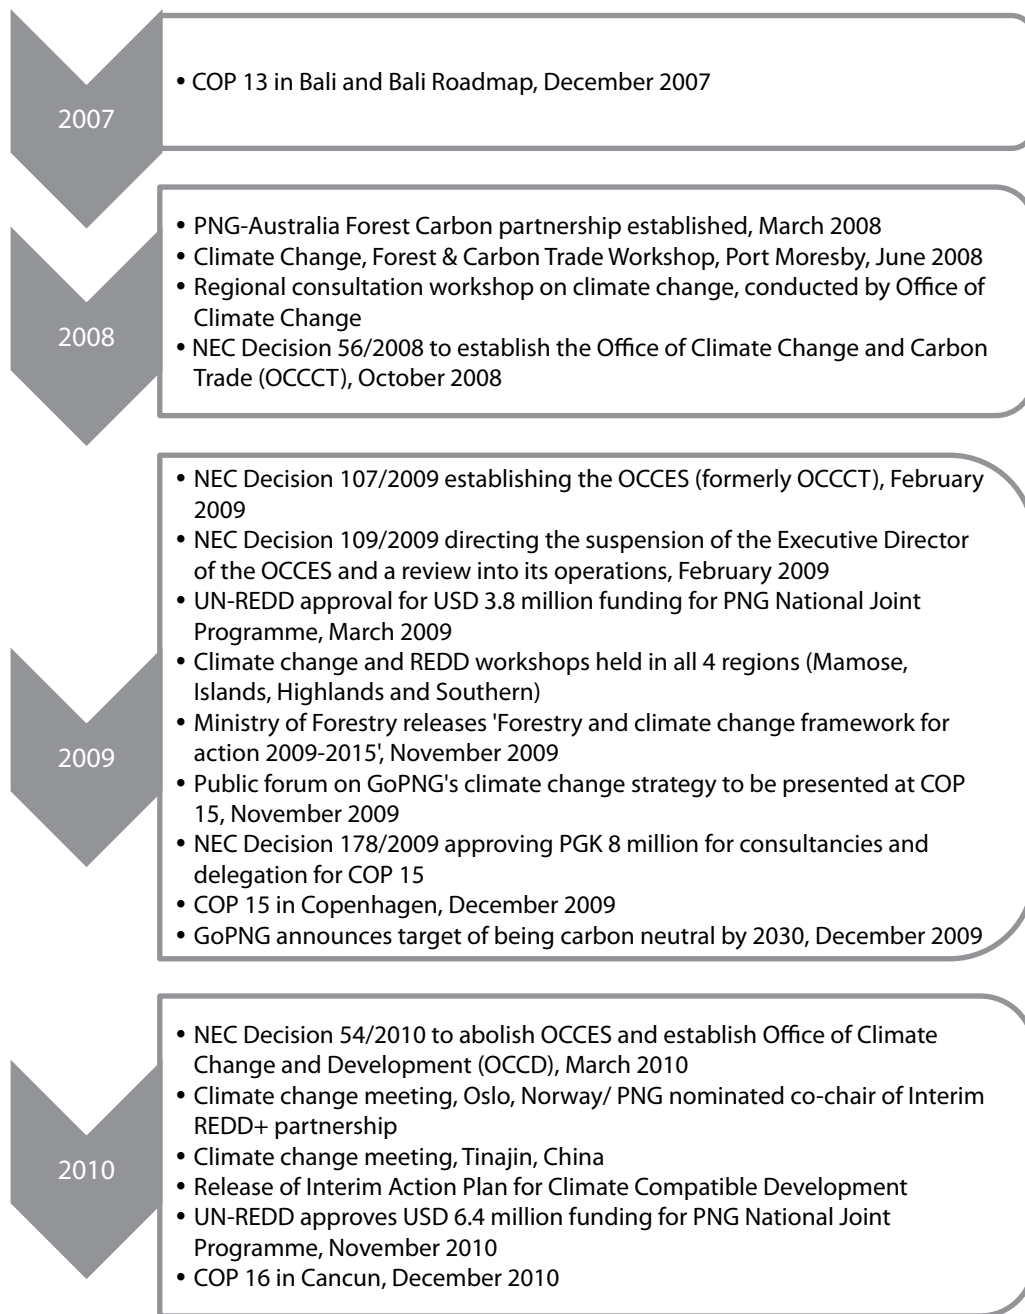 2007
• COP 13 in Bali and Bali Roadmap, December 2007
2008
• PNG-Australia Forest Carbon partnership established, March 2008
• Climate Change, Forest & Carbon Trade Workshop, Port Moresby, June 2008
• Regional consultation workshop on climate change, conducted by Office of
Climate Change
• NEC Decision 56/2008 to establish the Office of Climate Change and Carbon
Trade (OCCCT), October 2008
2009
• NEC Decision 107/2009 establishing the OCCES (formerly OCCCT), February
2009
• NEC Decision 109/2009 directing the suspension of the Executive Director
of the OCCES and a review into its operations, February 2009
• UN-REDD approval for USD 3.8 million funding for PNG National Joint
Programme, March 2009
• Climate change and REDD workshops held in all 4 regions (Mamose,
Islands, Highlands and Southern)
• Ministry of Forestry releases 'Forestry and climate change framework for
action 2009-2015', November 2009
• Public forum on GoPNG's climate change strategy to be presented at COP
15, November 2009
• NEC Decision 178/2009 approving PGK 8 million for consultancies and
delegation for COP 15
• COP 15 in Copenhagen, December 2009
• GoPNG announces target of being carbon neutral by 2030, December 2009
2010
• NEC Decision 54/2010 to abolish OCCES and establish Office of Climate
Change and Development (OCCD), March 2010
• Climate change meeting, Oslo, Norway/ PNG nominated co-chair of Interim
REDD+ partnership
• Climate change meeting, Tinajin, China
• Release of Interim Action Plan for Climate Compatible Development
• UN-REDD approves USD 6.4 million funding for PNG National Joint
Programme, November 2010
• COP 16 in Cancun, December 2010